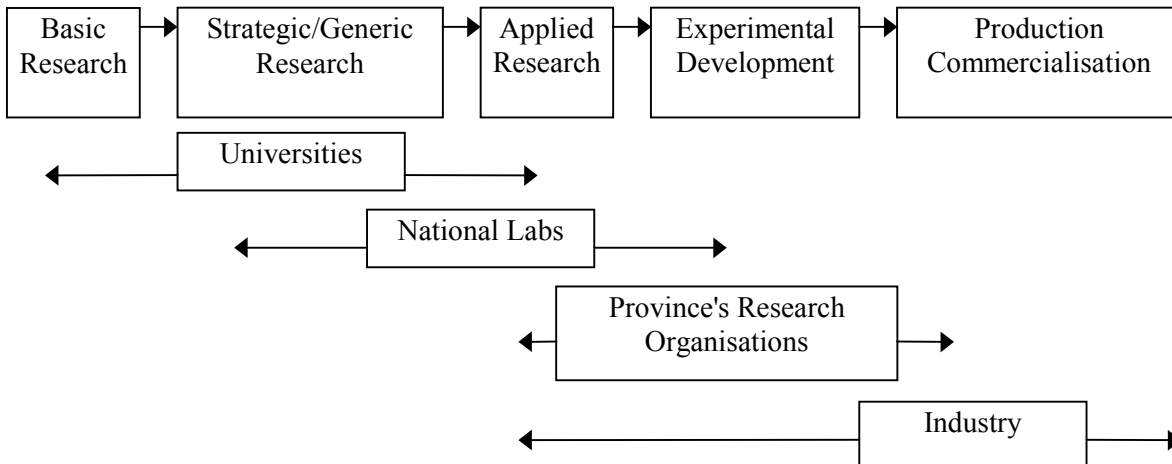 Basic
Research
Strategic/Generic
Research
Applied
Research
Experimental
Development
Production
Commercialisation
Universities
National Labs
Province's Research
Organisations
Industry